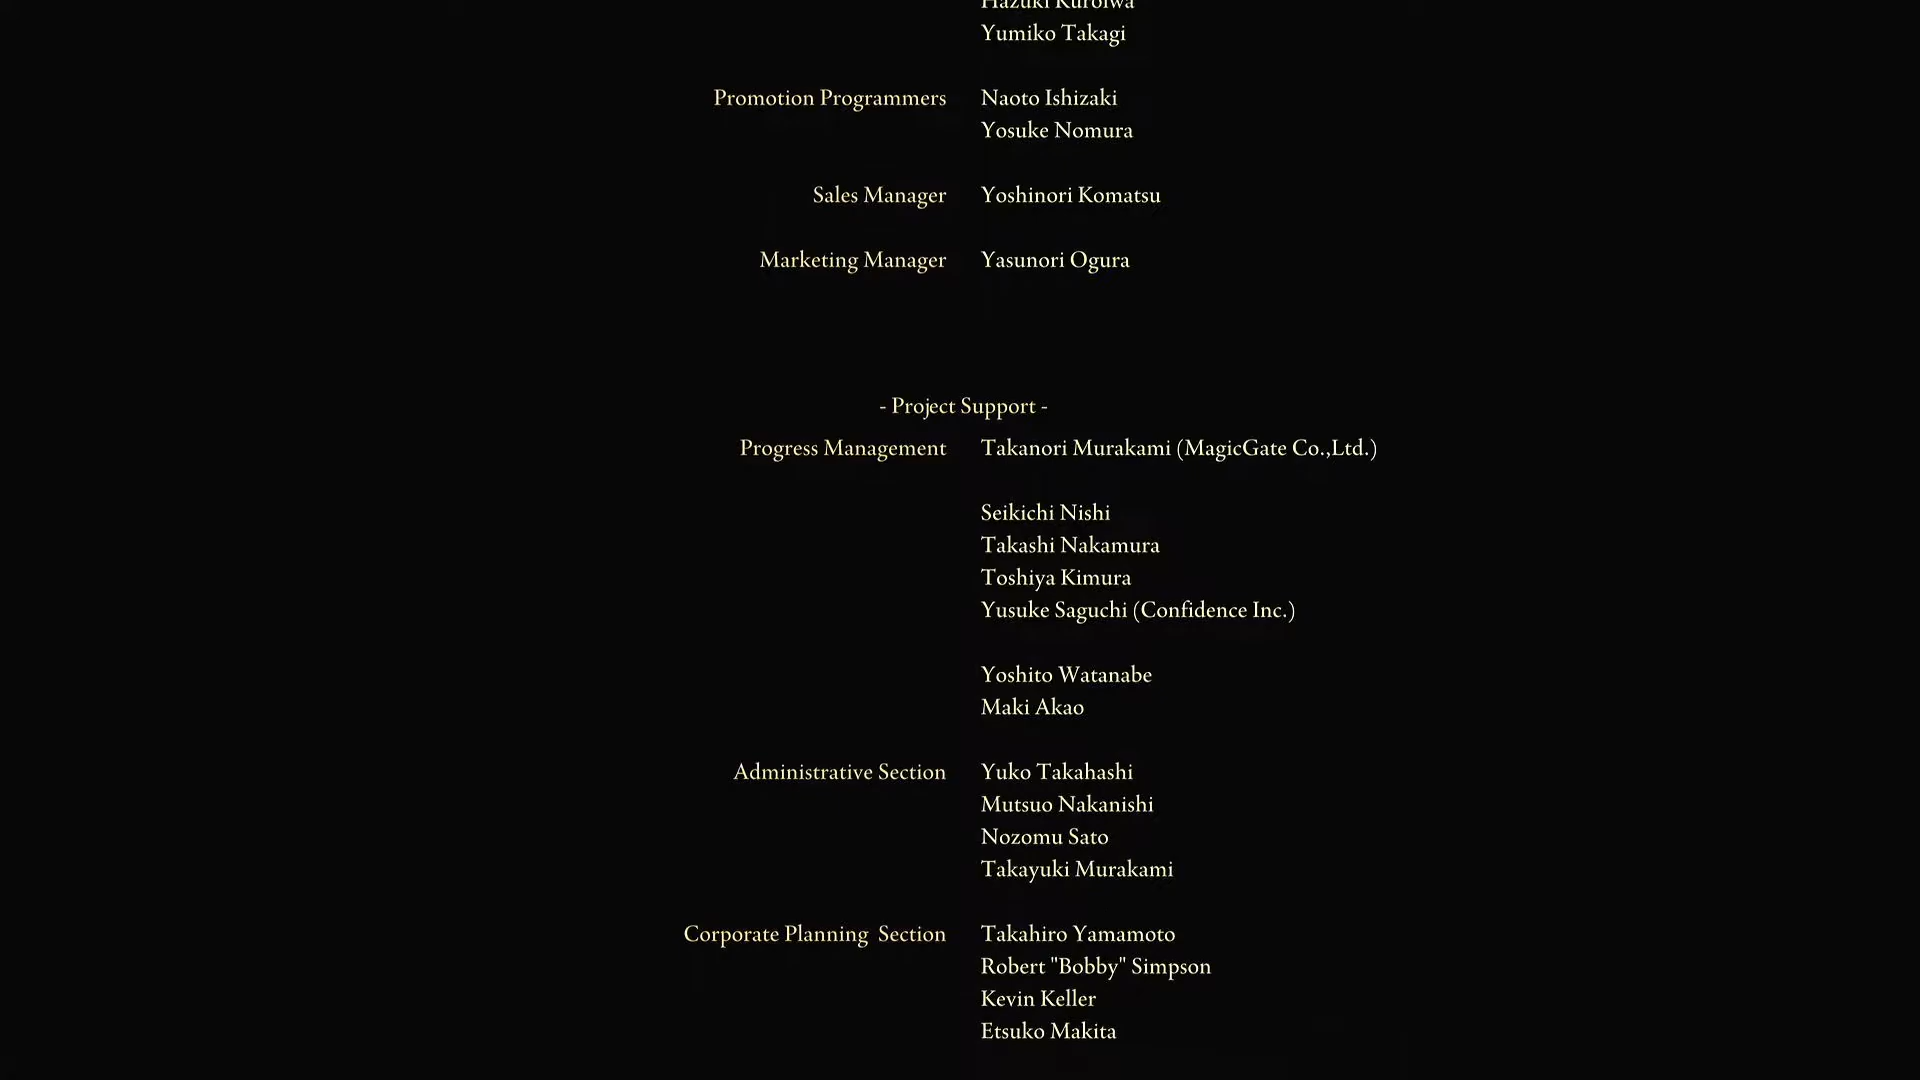 Hazuki Kuroiwa
Yumiko Takagi
Promotion Programmers Naoto Ishizaki
Yosuke Nomura
Sales Manager Yoshinori Komatsu
Marketing Manager Yasunori Ogura
- Project Support -
Progress Management Takanori Murakami (MagicGate Co.,Ltd.)
Seikichi Nishi
Takashi Nakamura
Toshiya Kimura
Yusuke Saguchi (Confidence Inc.)
Yoshito Watanabe
Maki Akao
Administrative Section Yuko Takahashi
Mutsuo Nakanishi
Nozomu Sato
Takayuki Murakami
Corporate Planning  Section Takahiro Yamamoto
Robert "Bobby" Simpson
Kevin Keller
Etsuko Makita